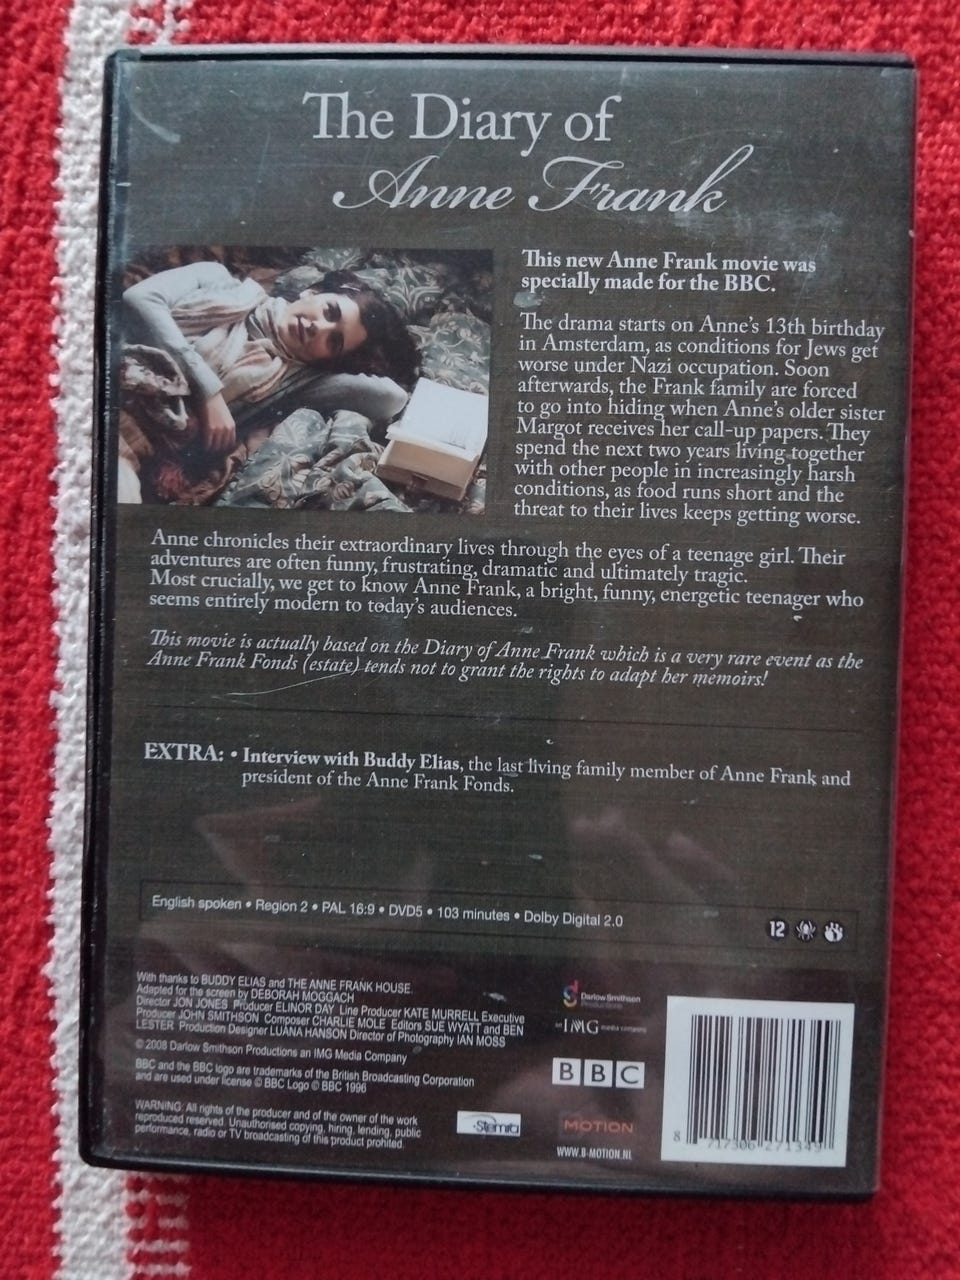 The Diary of
Anne Frank
This new Anne Frank movie was
specially made for the BBC.
The drama starts on Anne's 13th birthday
in Amsterdam, as conditions for Jews get
worse under Nazi occupation. Soon
afterwards, the Frank family are forced
to go into hiding when Anne's older sister
Margot receives her call-up papers. They
spend the next two years living together
with other people in increasingly harsh
conditions, as food runs short and the
threat to their lives keeps getting worse.
Anne chronicles their extraordinary lives through the eyes of a teenage girl. Their
adventures are often funny, frustrating, dramatic and ultimately tragic.
Most crucially, we get to know Anne Frank, a bright, funny, energetic teenager who
seems entirely modern to today's audiences.
This movie is actually based on the Diary of Anne Frank which is a very rare event as the
Anne Frank Fonds (estate) tends not to grant the rights to adapt her memoirs!
EXTRA: • Interview with Buddy Elias, the last living family member of Anne Frank and
president of the Anne Frank Fonds.
English spoken • Region 2 • PAL 16:9 • DVD5 • 103 minutes • Dolby Digital 2.0
12
With thanks to BUDDY ELIAS and THE ANNE FRANK HOUSE.
Adapted for the screen by DEBORAH MOGGACH
Director JON JONES Producer ELINOR DAY Line Producer KATE MURRELL Executive
Producer JOHN SMITHSON Composer CHARLIE MOLE Editors SUE WYATT and BEN
LESTER Production Designer LUANA HANSON Director of Photography IAN MOSS
© 2008 Darlow Smithson Productions an IMG Media Company
BBC and the BBC logo are trademarks of the British Broadcasting Corporation
and are used under license © BBC Logo © BBC 1996
WARNING: All rights of the producer and of the owner of the work
reproduced reserved. Unauthorised copying, hiring, lending, public
performance, radio or TV broadcasting of this product prohibited.
Darlow Smithson
Productions
an IMG media company
BBC
Stemra
MOTION
WWW.B-MOTION.NL
8 717306 271349